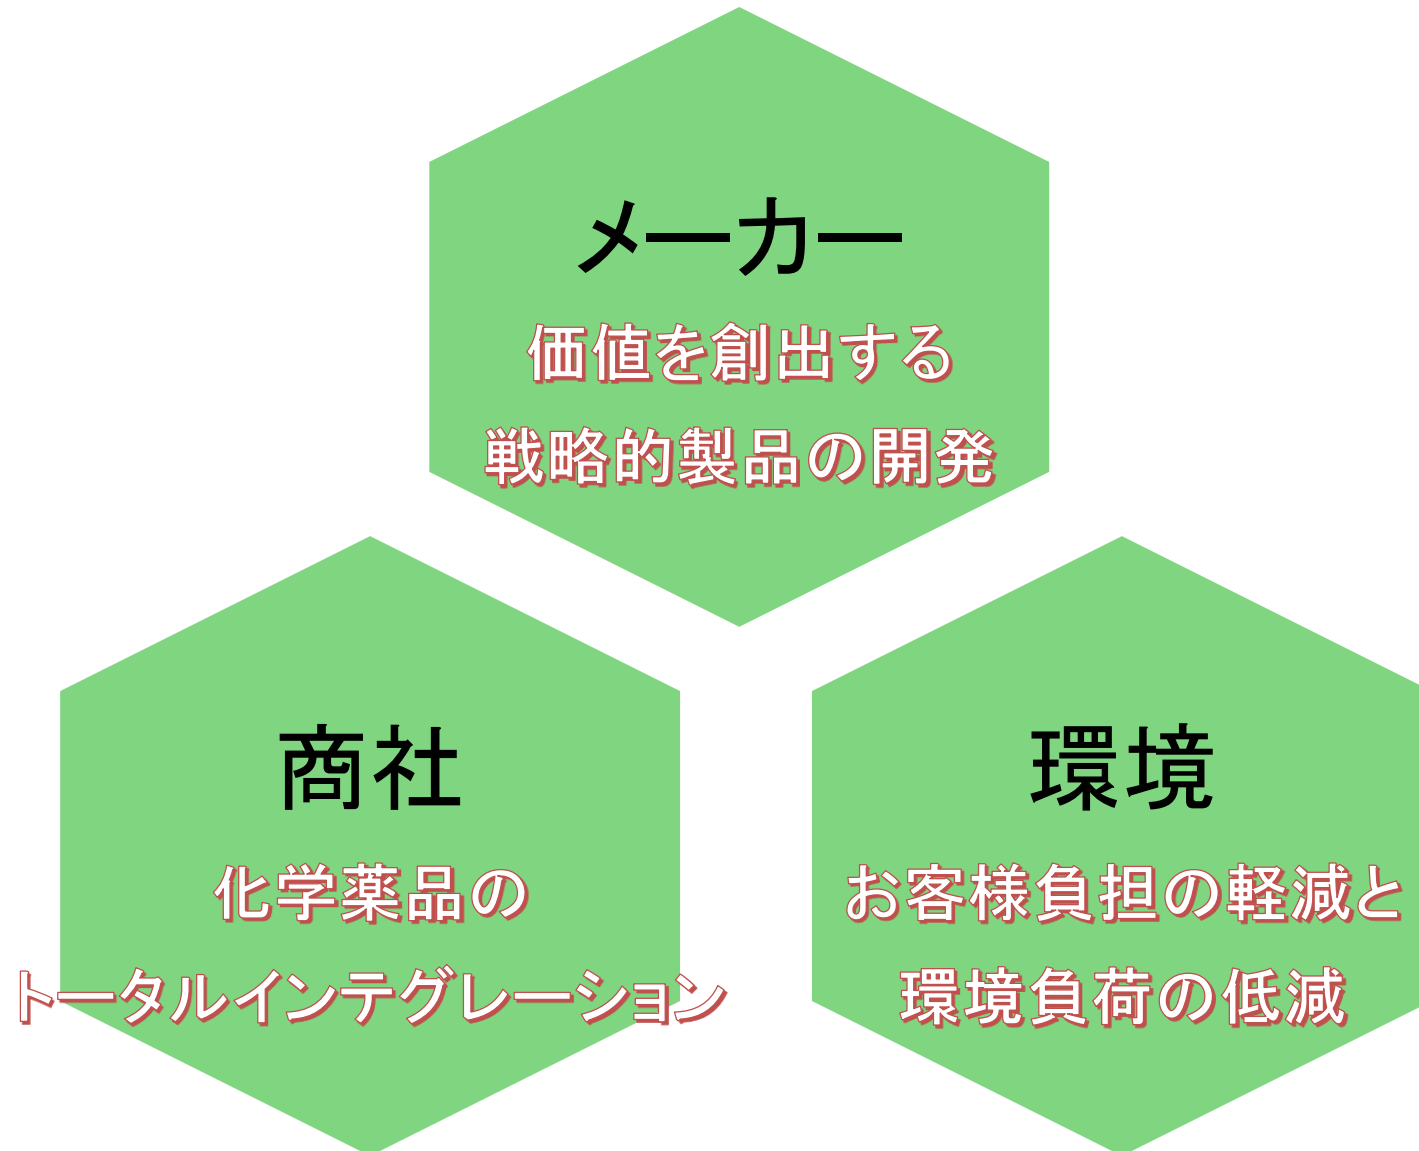 メーカー
価値を創出する
戦略的製品の開発
商社
化学薬品の
トータルインテグレーション
環境
お客様負担の軽減と
環境負荷の低減